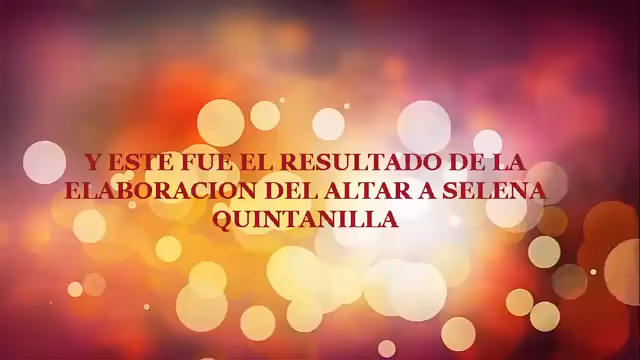 Y ESTE FUE EL RESULTADO DE LA
ELABORACION DEL ALTAR A SELENA
QUINTANILLA